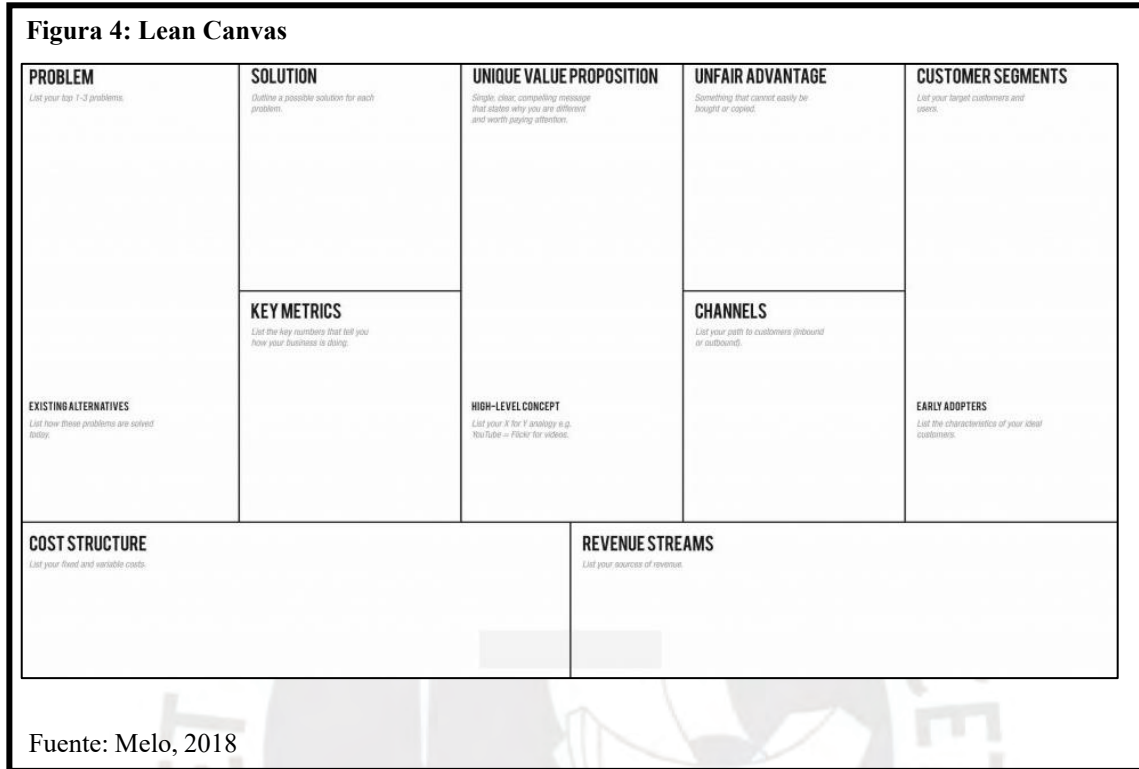 Figura 4: Lean Canvas
PROBLEM
List your top 1-3 problems.
EXISTING ALTERNATIVES
List how these problems are solved
today.
SOLUTION
Outline a possible solution for each
problem.
KEY METRICS
List the key numbers that tell you
how your business is doing.
UNIQUE VALUE PROPOSITION
Single, clear, compelling message
that states why you are different
and worth paying attention.
HIGH-LEVEL CONCEPT
List your X for Y analogy e.g.
YouTube = Flickr for videos.
UNFAIR ADVANTAGE
Something that cannot easily be
bought or copied.
CHANNELS
List your path to customers (inbound
or outbound).
CUSTOMER SEGMENTS
List your target customers and
users.
EARLY ADOPTERS
List the characteristics of your ideal
customers.
COST STRUCTURE
List your fixed and variable costs.
REVENUE STREAMS
List your sources of revenue.
Fuente: Melo, 2018